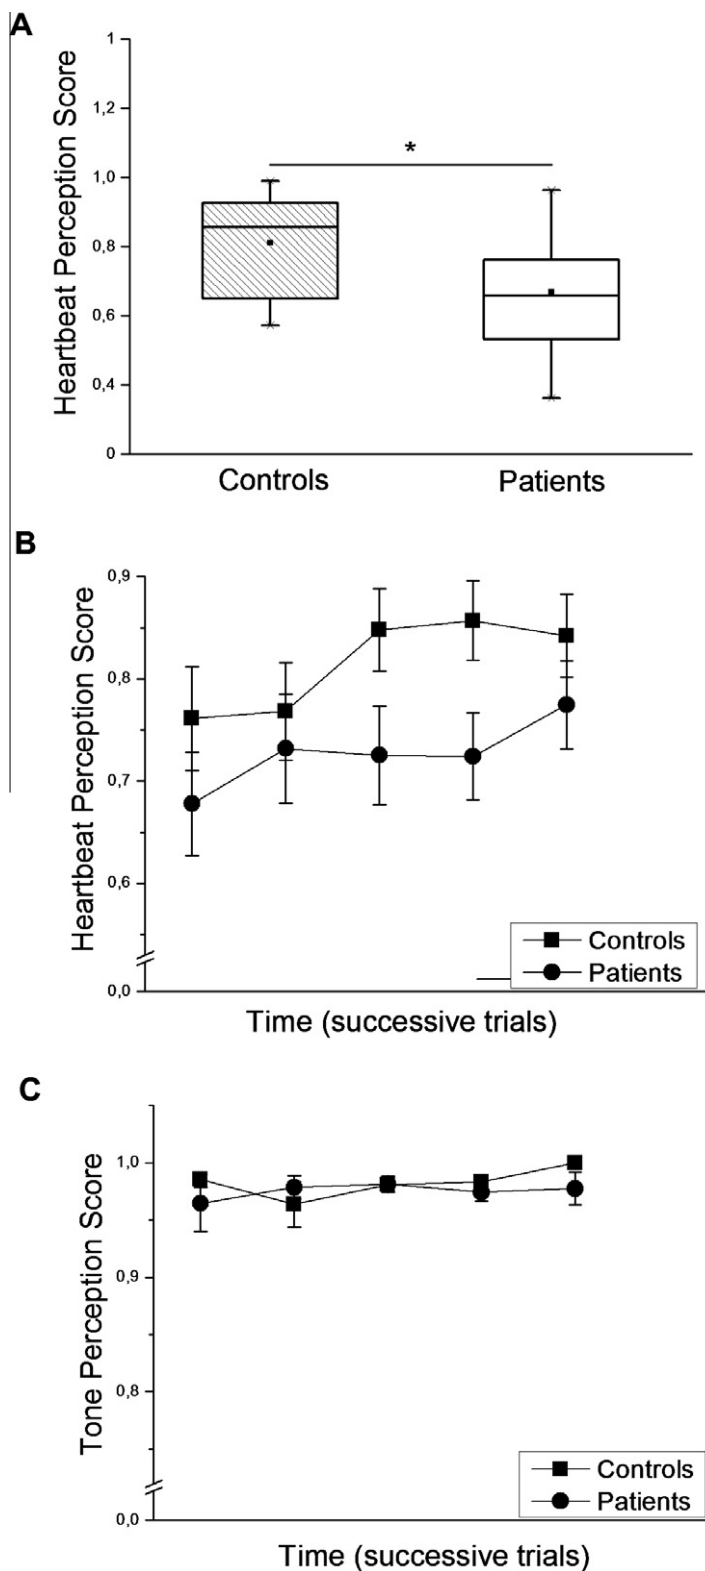 A
Heartbeat Perception Score
1
1,2
1,0
0,8
0,6
0,4
0
*
Controls
Patients
B
Heartbeat Perception Score
0,9
0,8
0,7
0,6
0,0
Controls
Patients
Time (successive trials)
C
Tone Perception Score
1,0
0,9
0,8
0,0
Controls
Patients
Time (successive trials)